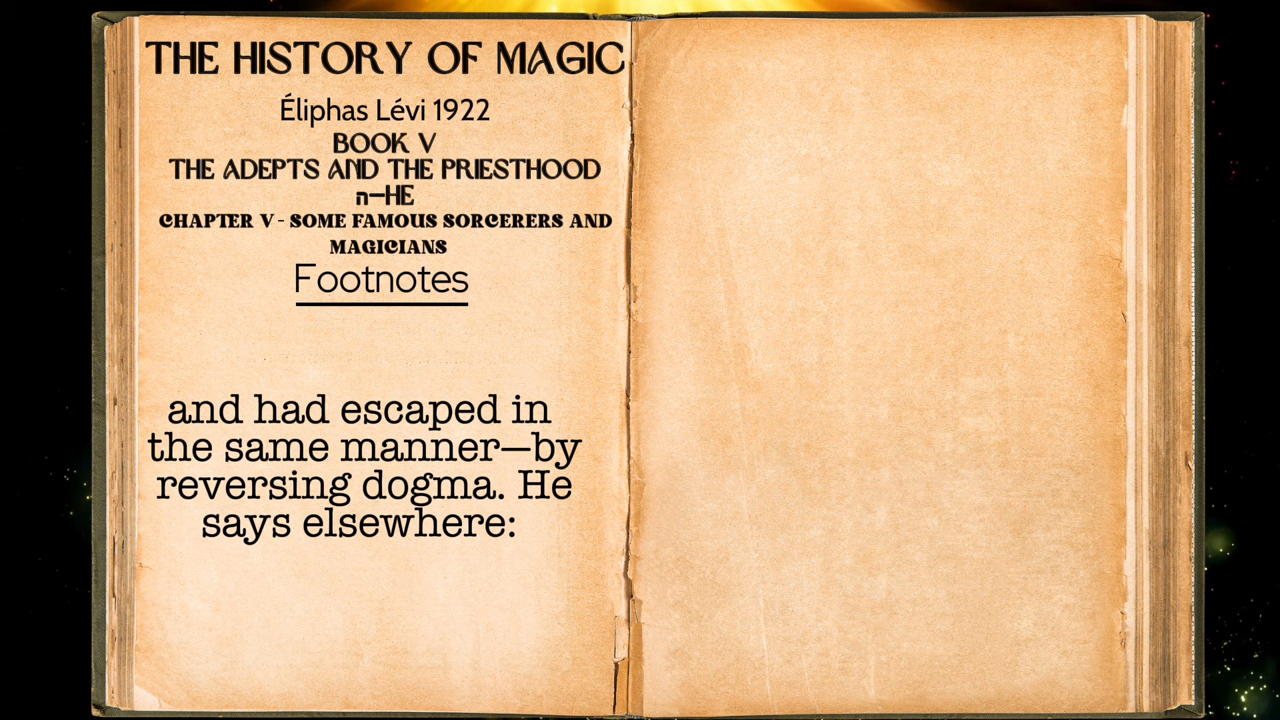 THE HISTORY OF MAGIC
Éliphas Lévi 1922
BOOK V
THE ADEPTS AND THE PRIESTHOOD
ח—HE
CHAPTER V - SOME FAMOUS SORCERERS AND
MAGICIANS
Footnotes
and had escaped in
the same manner—by
reversing dogma. He
says elsewhere: